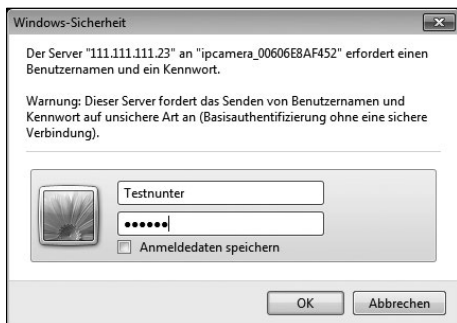 Windows-Sicherheit
Der Server "111.111.111.23" an "ipcamera_00606E8AF452" erfordert einen
Benutzernamen und ein Kennwort.
Warnung: Dieser Server fordert das Senden von Benutzernamen und
Kennwort auf unsichere Art an (Basisauthentifizierung ohne eine sichere
Verbindung).
Testnunter
••••••
Anmeldedaten speichern
OK
Abbrechen